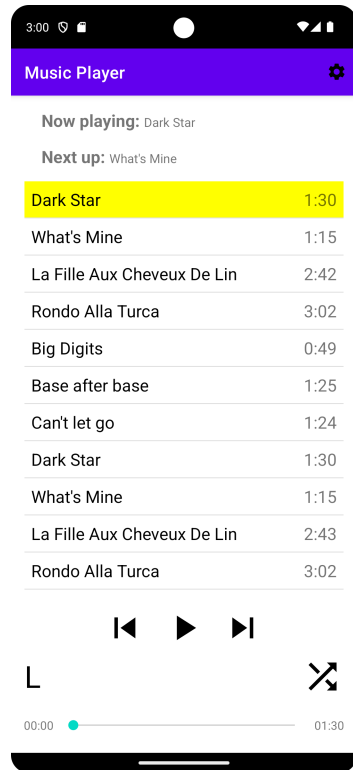 3:00
Music Player
Now playing: Dark Star
Next up: What's Mine
Dark Star 1:30
What's Mine 1:15
La Fille Aux Cheveux De Lin 2:42
Rondo Alla Turca 3:02
Big Digits 0:49
Base after base 1:25
Can't let go 1:24
Dark Star 1:30
What's Mine 1:15
La Fille Aux Cheveux De Lin 2:43
Rondo Alla Turca 3:02
L
00:00 01:30